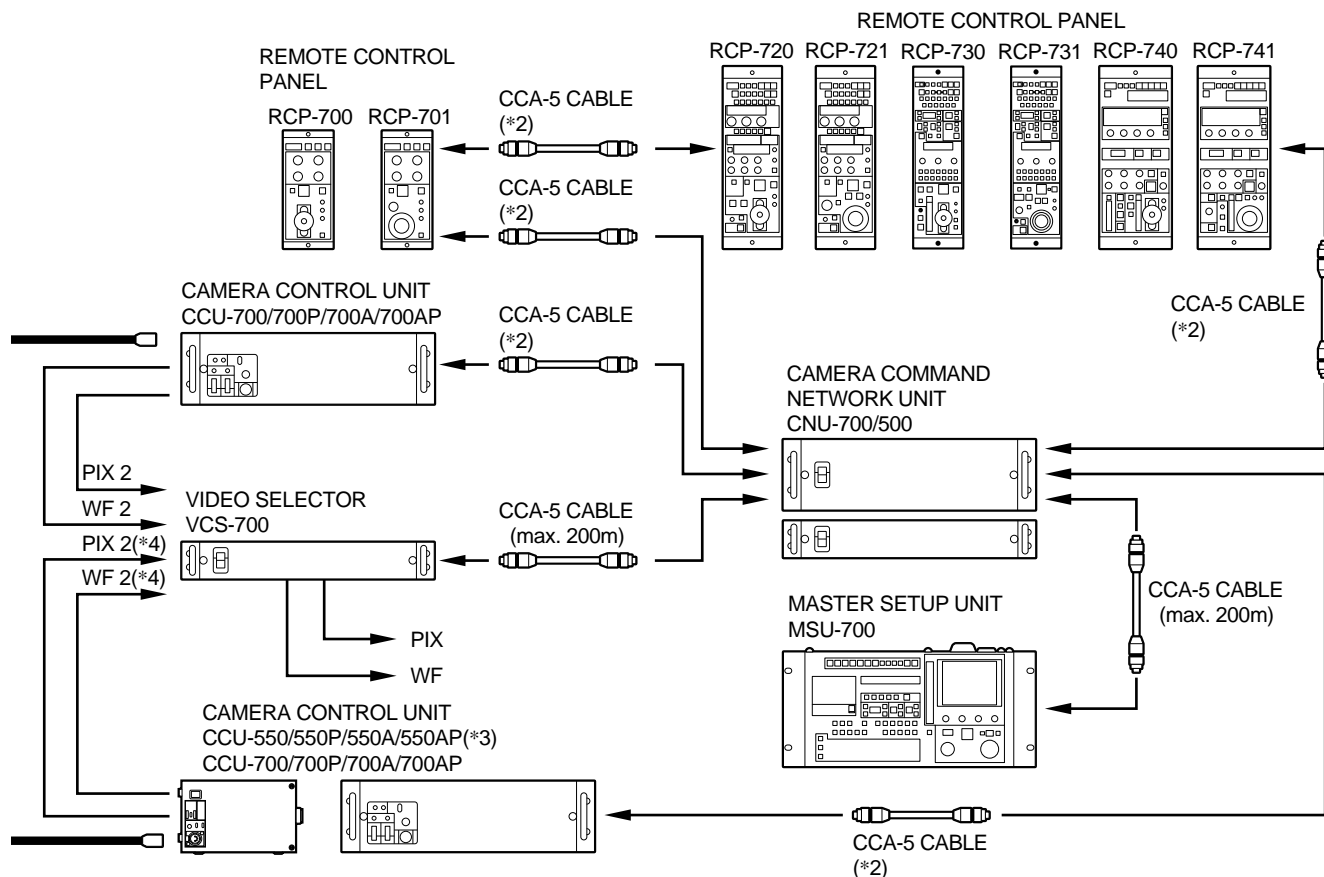 REMOTE CONTROL PANEL
RCP-720 RCP-721 RCP-730 RCP-731 RCP-740 RCP-741
REMOTE CONTROL
PANEL
RCP-700 RCP-701
CCA-5 CABLE
(*2)
CCA-5 CABLE
(*2)
CAMERA CONTROL UNIT
CCU-700/700P/700A/700AP
CCA-5 CABLE
(*2)
CCA-5 CABLE
(*2)
CAMERA COMMAND
NETWORK UNIT
CNU-700/500
PIX 2
WF 2
PIX 2(*4)
WF 2(*4)
VIDEO SELECTOR
VCS-700
CCA-5 CABLE
(max. 200m)
PIX
WF
CCA-5 CABLE
(max. 200m)
MASTER SETUP UNIT
MSU-700
CAMERA CONTROL UNIT
CCU-550/550P/550A/550AP(*3)
CCU-700/700P/700A/700AP
CCA-5 CABLE
(*2)